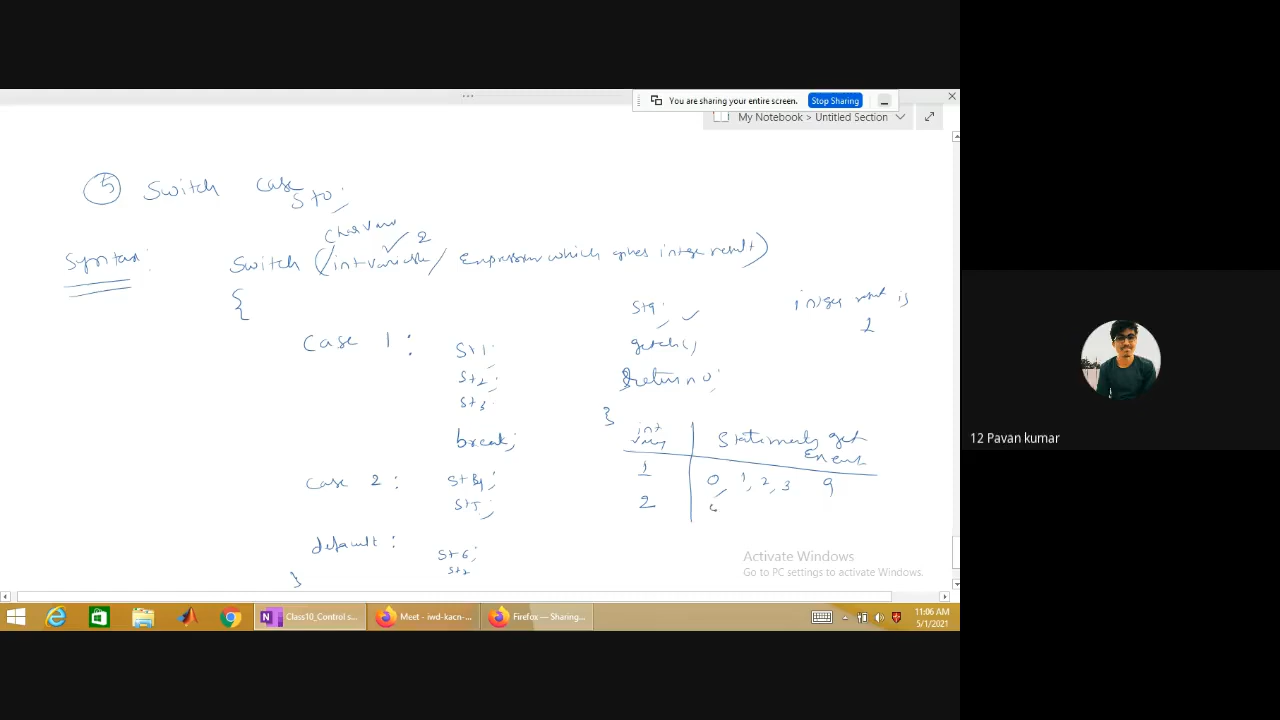 You are sharing your entire screen. Stop Sharing
My Notebook > Untitled Section
5 Switch case
St0;
Syntax:
char var
2
Switch (int variable / Expression which gives integer result)
{
St9;
integer result is
1
Case 1 :
St1;
getch()
St2;
return 0;
St3;
}
break;
int
Statements get
1
0, 1, 2, 3 9
case 2 :
St4;
2
St5;
default :
St6;
St7
}
Activate Windows
Go to PC settings to activate Windows.
12 Pavan kumar
Class10_Control s...
Meet - iwd-kacn-...
Firefox — Sharing...
11:06 AM
5/1/2021